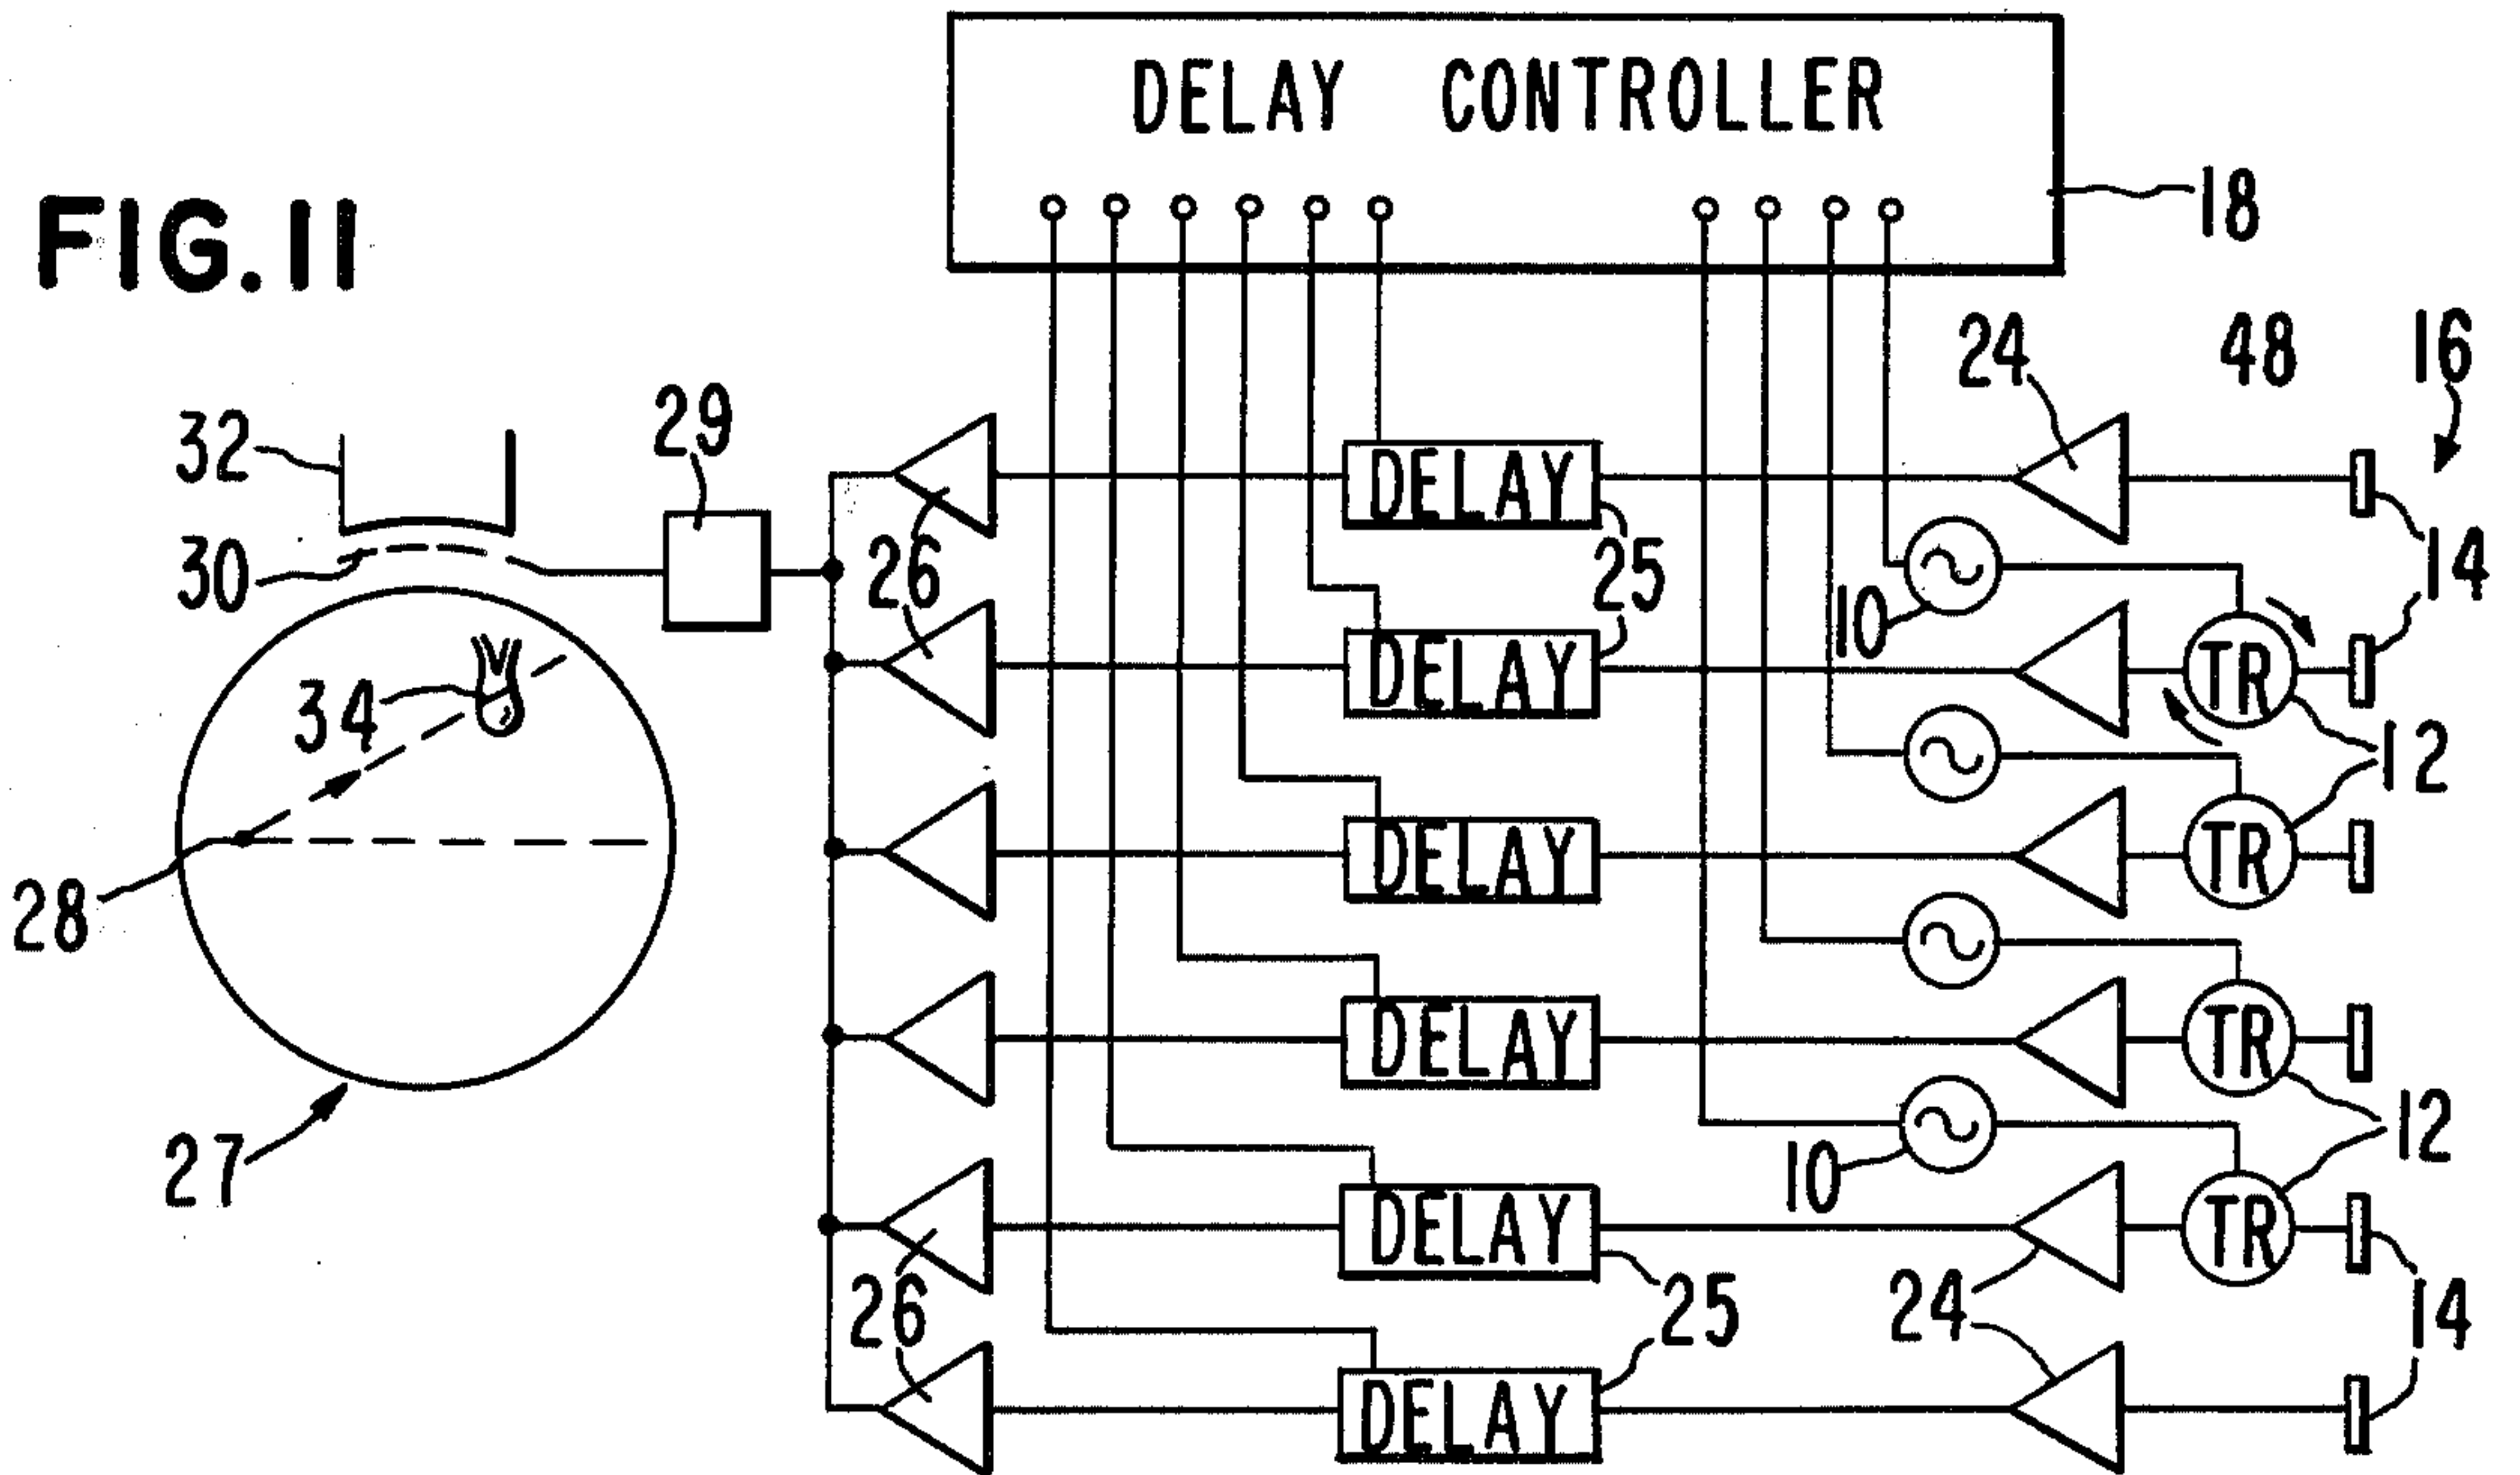 DELAY CONTROLLER
18
FIG.11
24
48
16
29
32
DELAY
30
26
25
10
14
34
DELAY
TR
12
DELAY
TR
28
DELAY
TR
27
10
12
DELAY
TR
26
25
24
14
DELAY